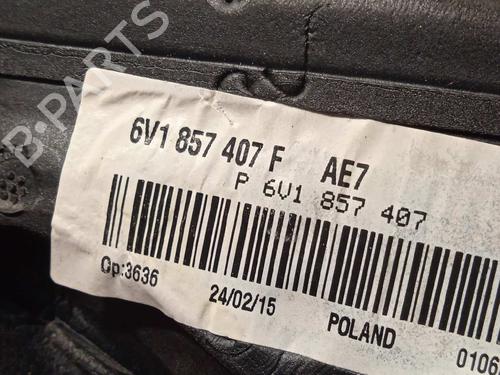 B-PARTS
6V1 857 407 F AE7
P 6V1 857 407
Op:3636
24/02/15
POLAND
0106